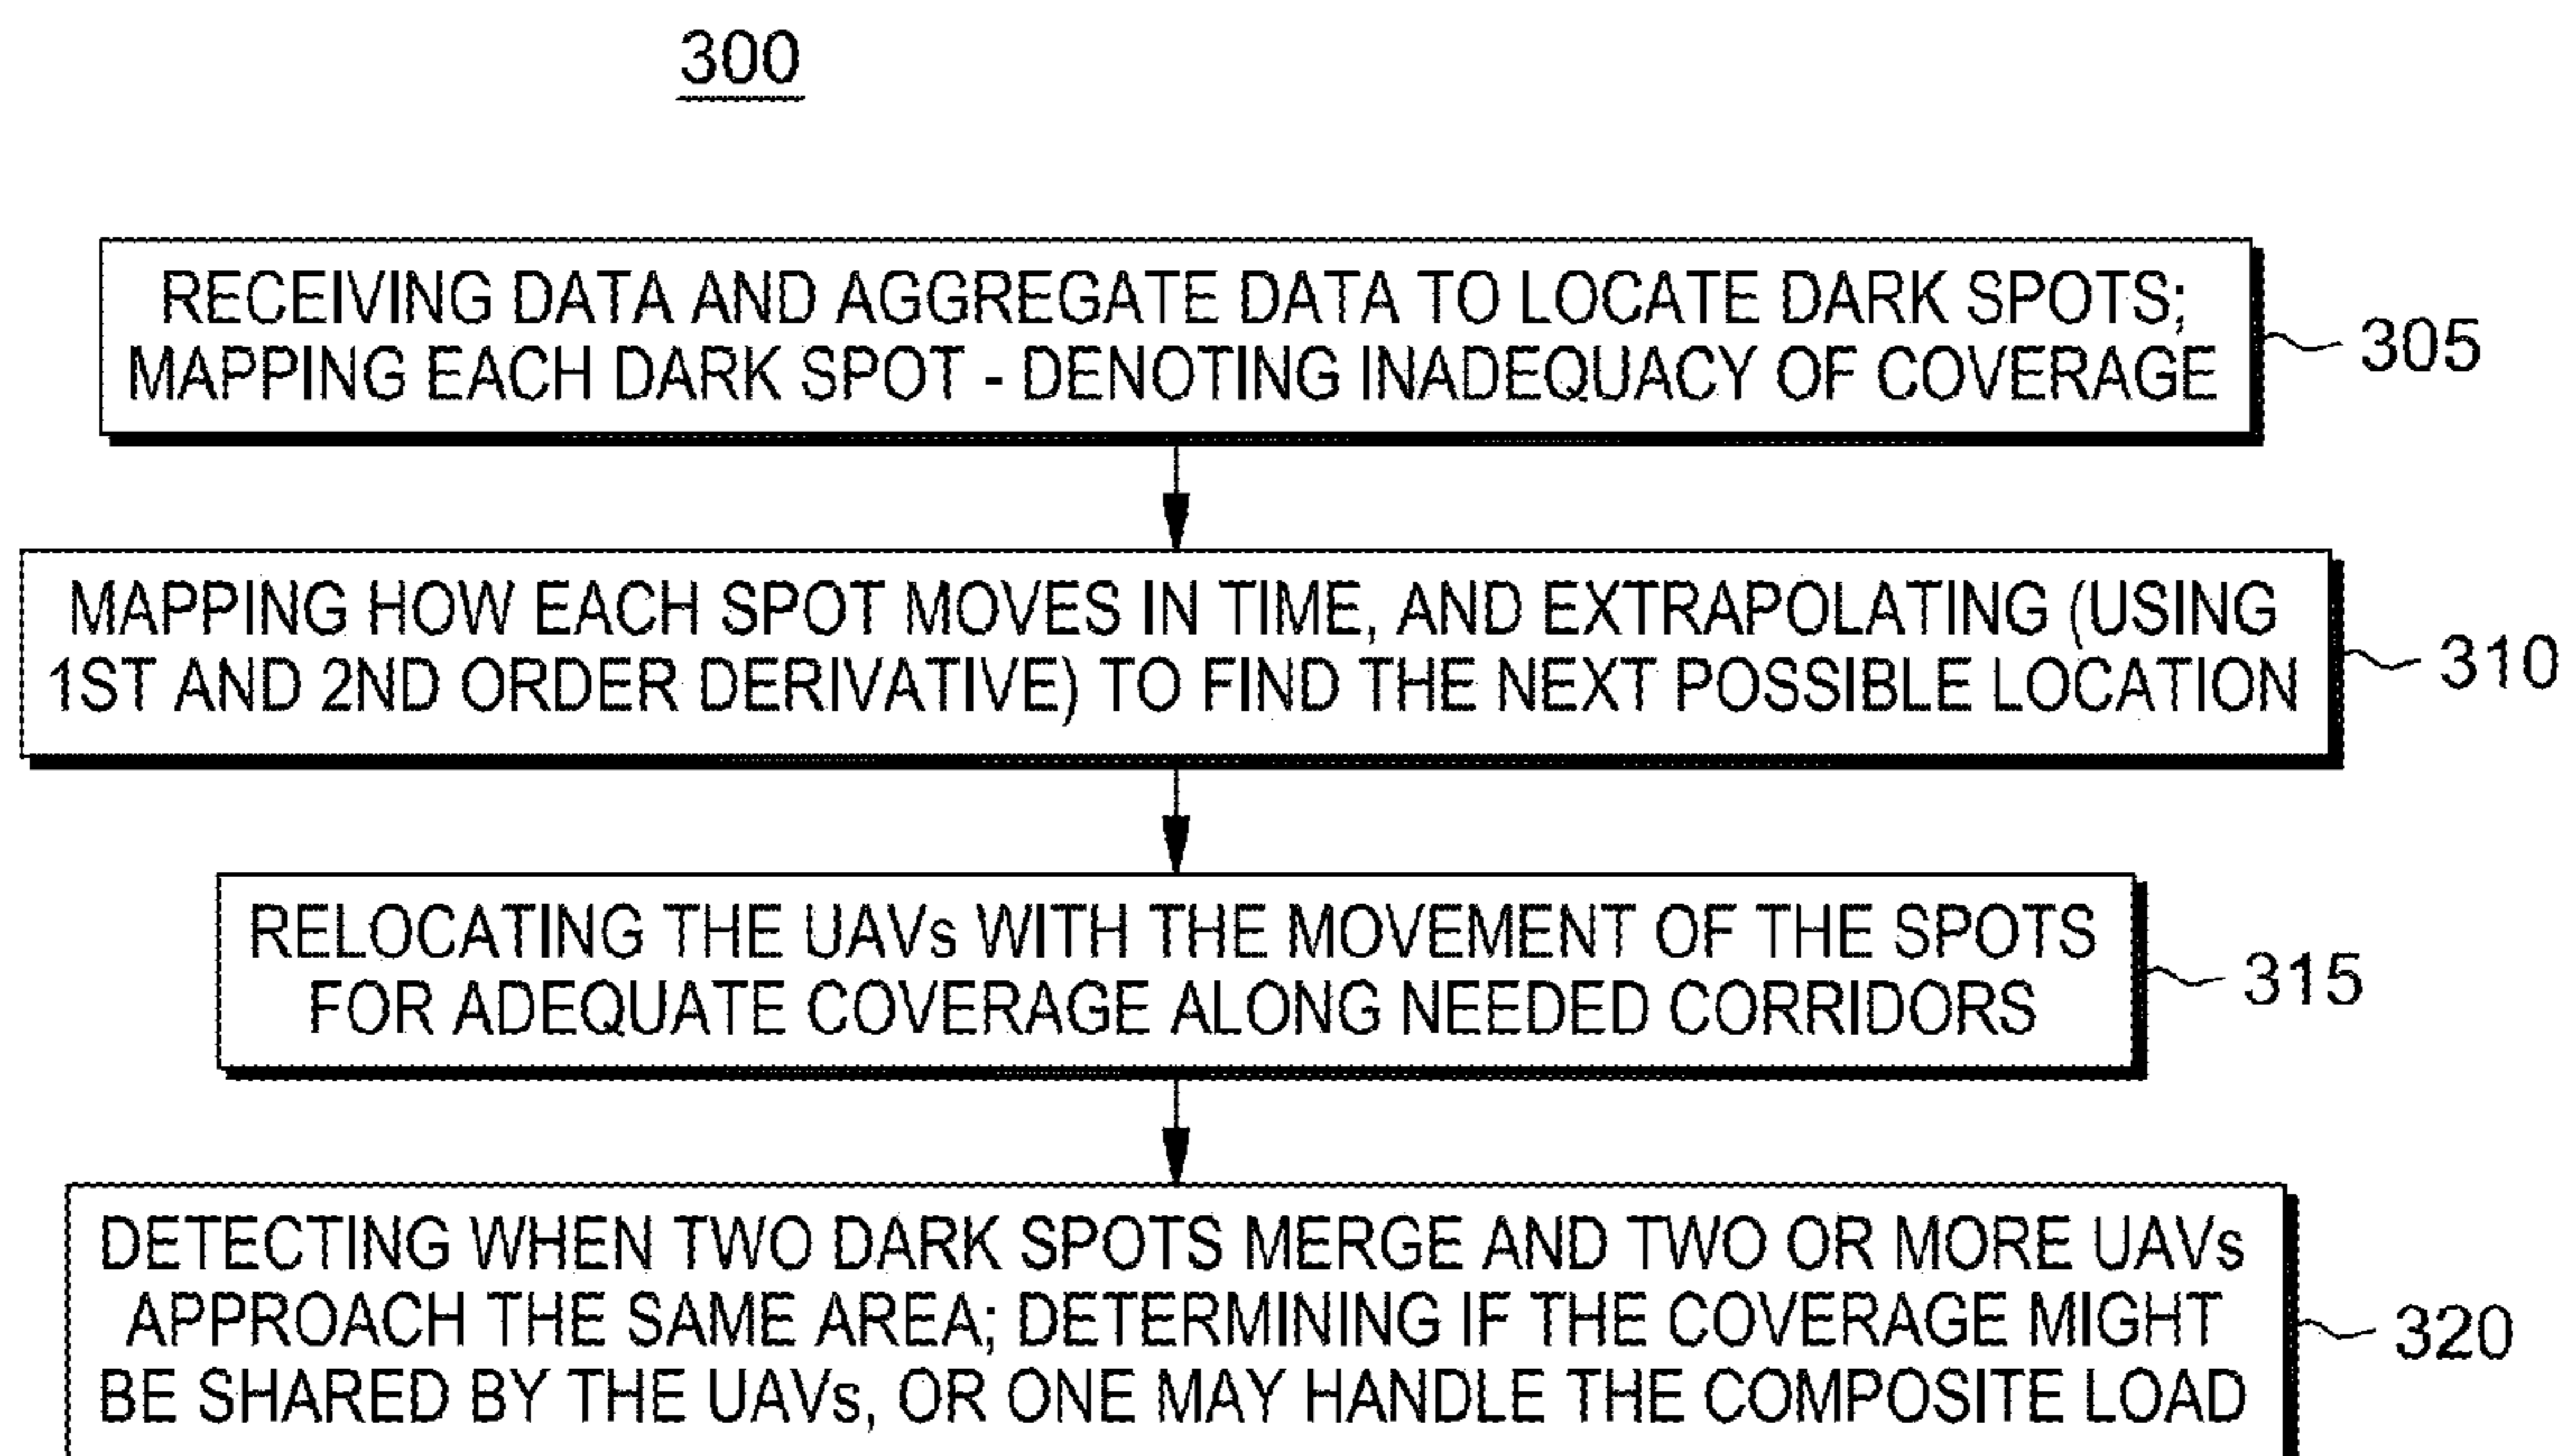 300
RECEIVING DATA AND AGGREGATE DATA TO LOCATE DARK SPOTS;
MAPPING EACH DARK SPOT - DENOTING INADEQUACY OF COVERAGE
305
MAPPING HOW EACH SPOT MOVES IN TIME, AND EXTRAPOLATING (USING
1ST AND 2ND ORDER DERIVATIVE) TO FIND THE NEXT POSSIBLE LOCATION
310
RELOCATING THE UAVs WITH THE MOVEMENT OF THE SPOTS
FOR ADEQUATE COVERAGE ALONG NEEDED CORRIDORS
315
DETECTING WHEN TWO DARK SPOTS MERGE AND TWO OR MORE UAVs
APPROACH THE SAME AREA; DETERMINING IF THE COVERAGE MIGHT
BE SHARED BY THE UAVs, OR ONE MAY HANDLE THE COMPOSITE LOAD
320